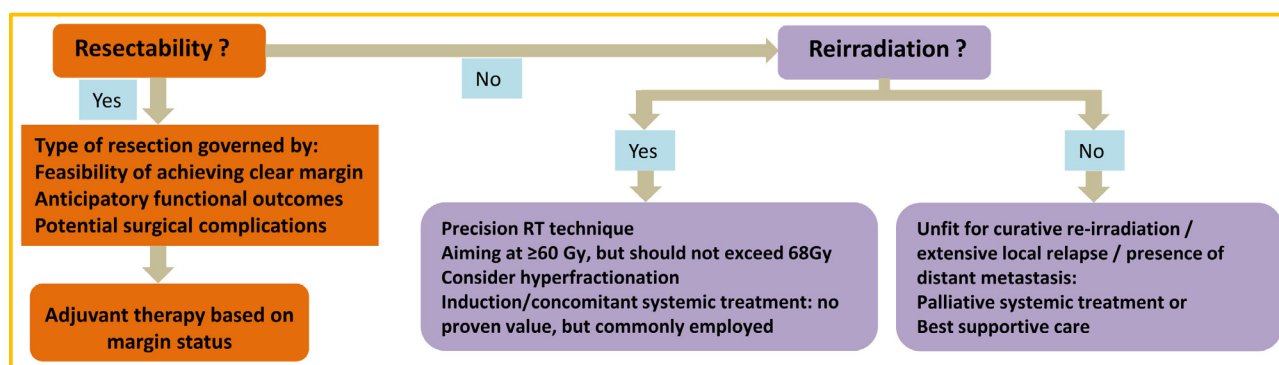 Resectability ?
Reirradiation ?
No
Yes
Type of resection governed by:
Feasibility of achieving clear margin
Anticipatory functional outcomes
Potential surgical complications
Adjuvant therapy based on
margin status
Yes
No
Precision RT technique
Aiming at ≥60 Gy, but should not exceed 68Gy
Consider hyperfractionation
Induction/concomitant systemic treatment: no
proven value, but commonly employed
Unfit for curative re-irradiation /
extensive local relapse / presence of
distant metastasis:
Palliative systemic treatment or
Best supportive care